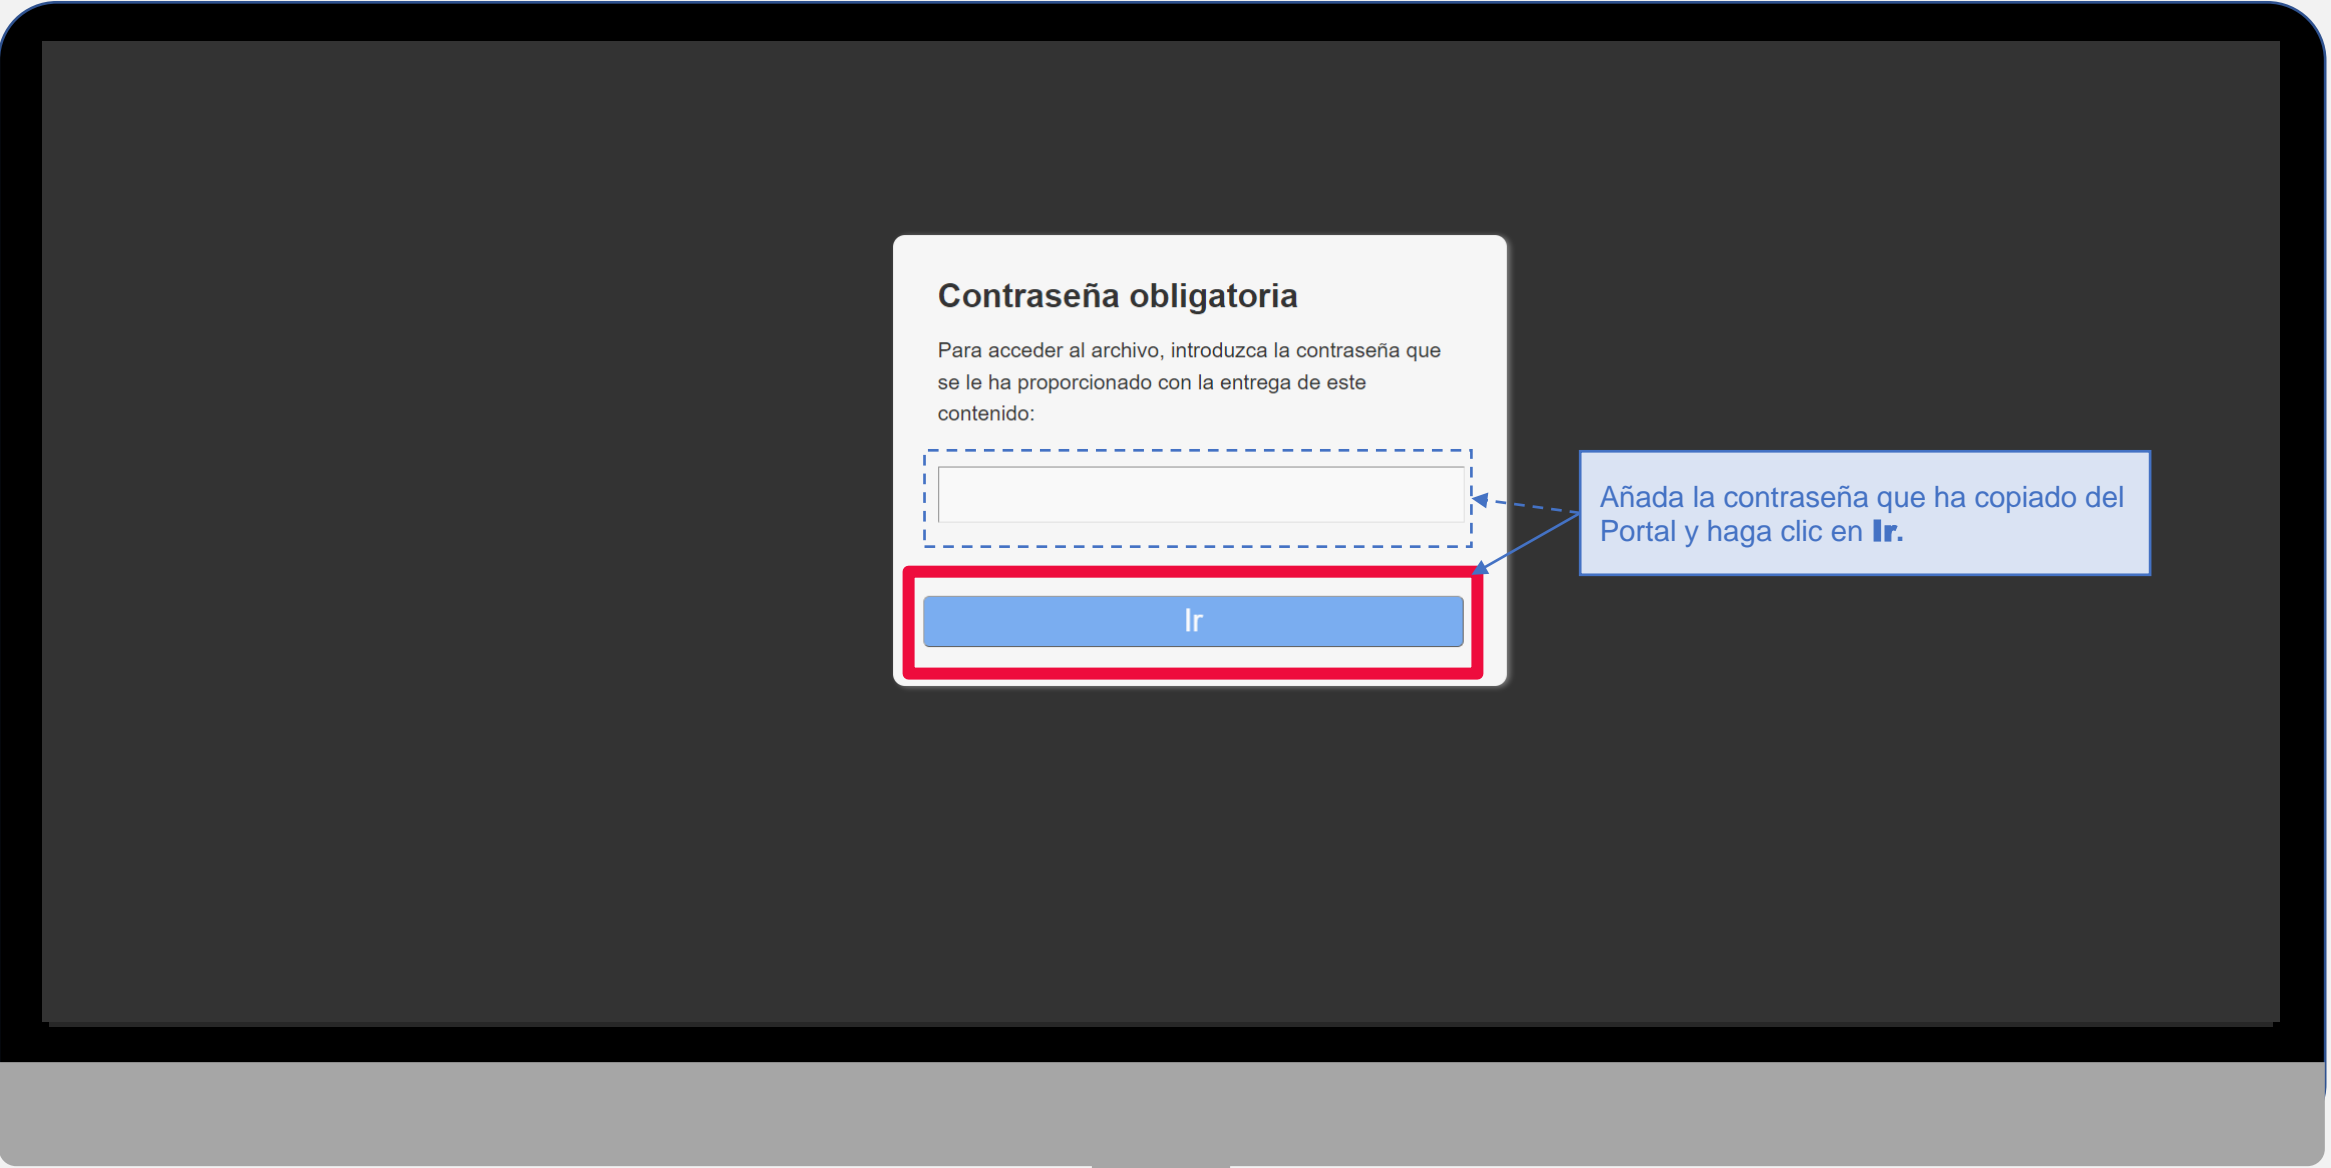 Contraseña obligatoria
Para acceder al archivo, introduzca la contraseña que
se le ha proporcionado con la entrega de este
contenido:
Añada la contraseña que ha copiado del
Portal y haga clic en Ir.
Ir